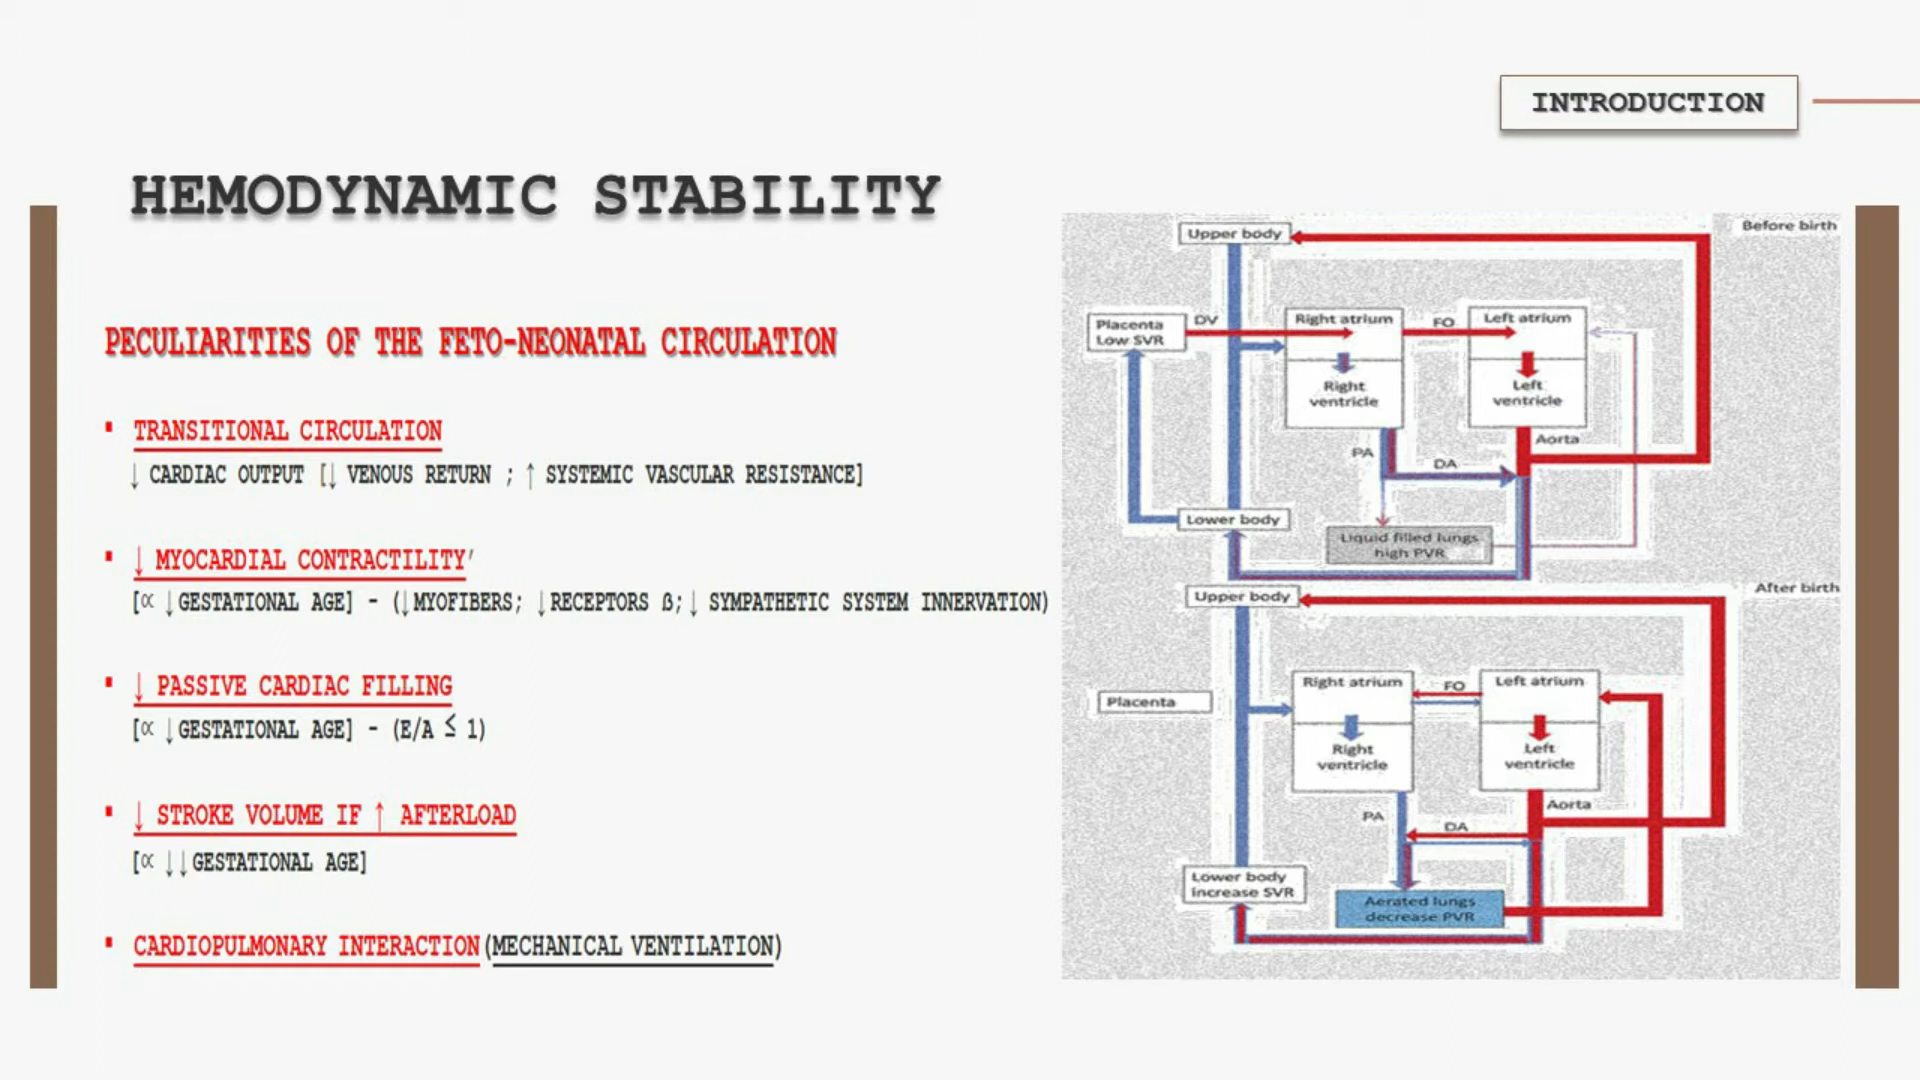 INTRODUCTION
HEMODYNAMIC STABILITY
PECULIARITIES OF THE FETO-NEONATAL CIRCULATION
▪ TRANSITIONAL CIRCULATION
↓ CARDIAC OUTPUT [↓ VENOUS RETURN ; ↑ SYSTEMIC VASCULAR RESISTANCE]
▪ ↓ MYOCARDIAL CONTRACTILITY'
[∝ ↓GESTATIONAL AGE] - (↓MYOFIBERS; ↓RECEPTORS ß;↓ SYMPATHETIC SYSTEM INNERVATION)
▪ ↓ PASSIVE CARDIAC FILLING
[∝ ↓GESTATIONAL AGE] - (E/A ≤ 1)
▪ ↓ STROKE VOLUME IF ↑ AFTERLOAD
[∝ ↓↓GESTATIONAL AGE]
▪ CARDIOPULMONARY INTERACTION(MECHANICAL VENTILATION)
Before birth
Upper body
Placenta
Low SVR
DV
Right atrium
FO
Left atrium
Right
ventricle
Left
ventricle
PA
DA
Aorta
Lower body
Liquid filled lungs
high PVR
After birth
Upper body
Placenta
Right atrium
FO
Left atrium
Right
ventricle
Left
ventricle
PA
DA
Aorta
Lower body
increase SVR
Aerated lungs
decrease PVR